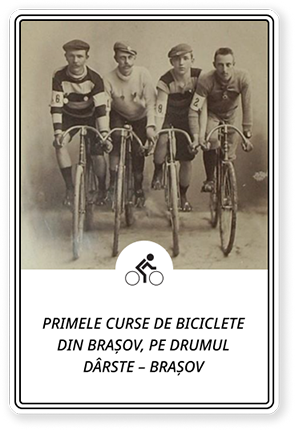 PRIMELE CURSE DE BICICLETE
DIN BRAȘOV, PE DRUMUL
DÂRSTE – BRAȘOV